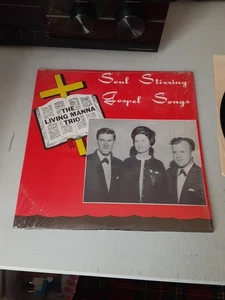 Soul Stirring
Gospel Songs
THE
LIVING MANNA
TRIO